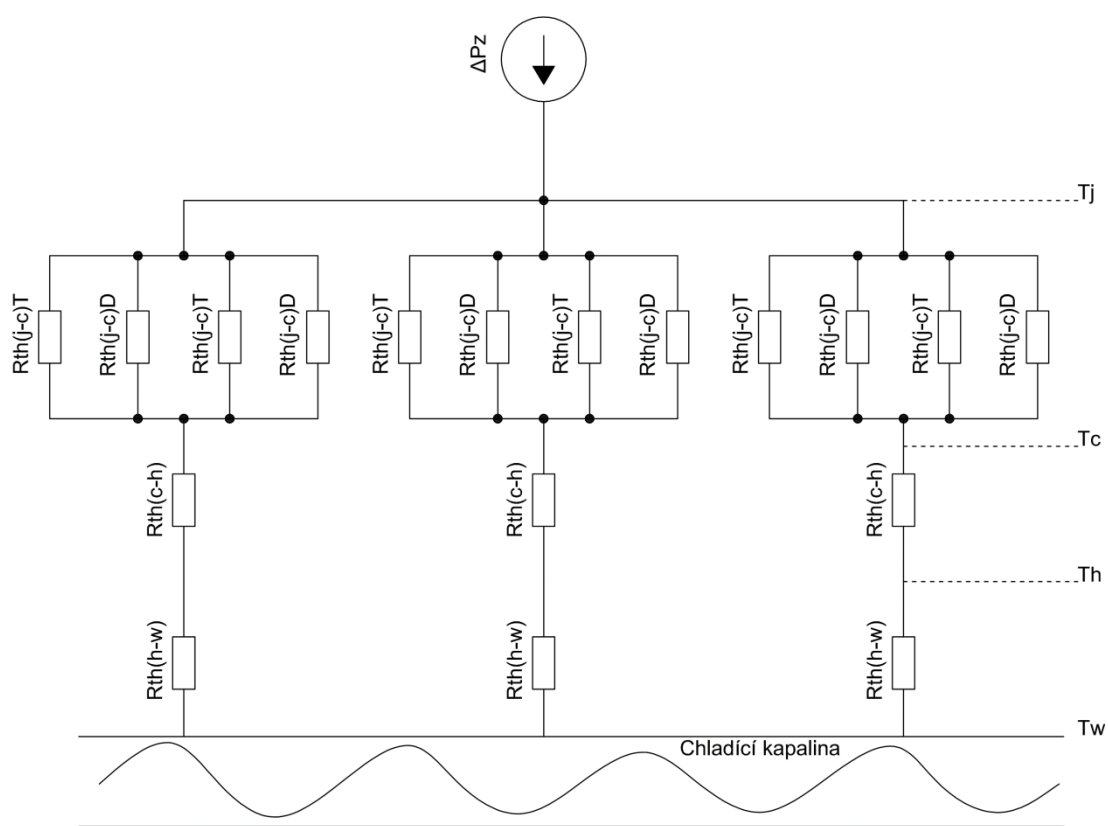 ΔPz
Tj
Rth(j-c)T
Rth(j-c)D
Rth(j-c)T
Rth(j-c)D
Rth(j-c)T
Rth(j-c)D
Rth(j-c)T
Rth(j-c)D
Rth(j-c)T
Rth(j-c)D
Rth(j-c)T
Rth(j-c)D
Tc
Rth(c-h)
Rth(c-h)
Rth(c-h)
Th
Rth(h-w)
Rth(h-w)
Rth(h-w)
Tw
Chladící kapalina